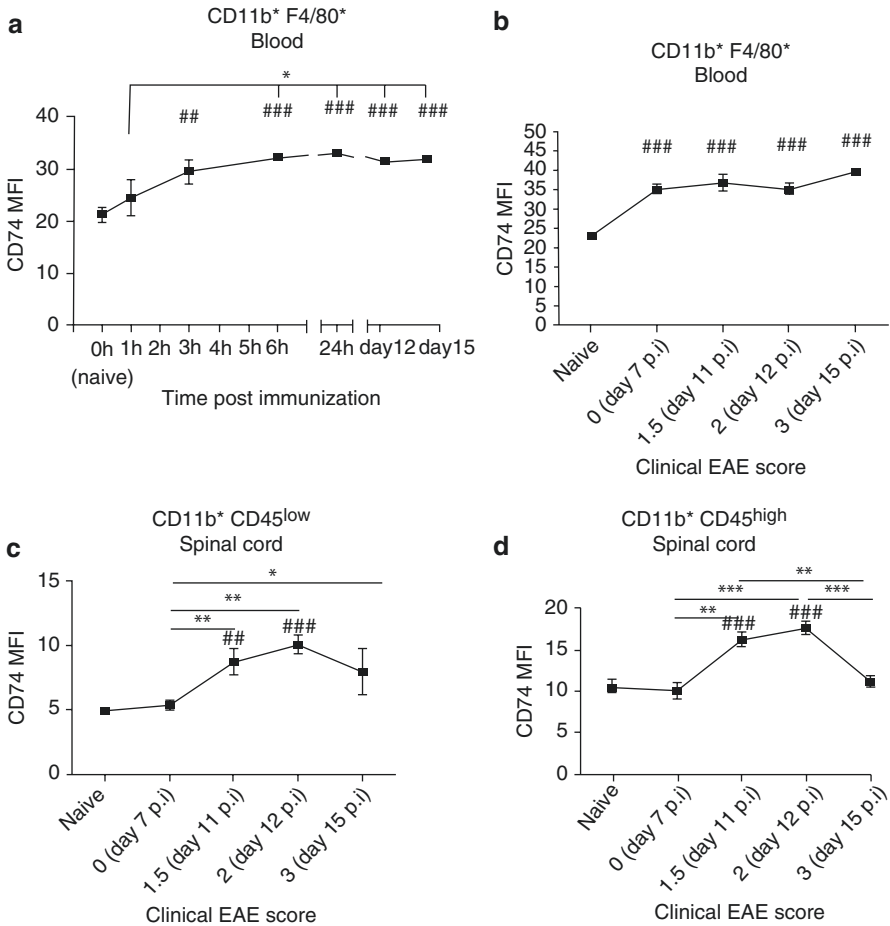 a
CD11b* F4/80*
Blood
*
## ### ### ### ###
40
30
20
10
0
CD74 MFI
0h 1h 2h 3h 4h 5h 6h 24h day12 day15
(naive)
Time post immunization
b
CD11b* F4/80*
Blood
### ### ### ###
50
45
40
35
30
25
20
15
10
5
0
CD74 MFI
Naive
0 (day 7 p.i)
1.5 (day 11 p.i)
2 (day 12 p.i)
3 (day 15 p.i)
Clinical EAE score
c
CD11b* CD45low
Spinal cord
*
**
**
## ###
15
10
5
0
CD74 MFI
Naive
0 (day 7 p.i)
1.5 (day 11 p.i)
2 (day 12 p.i)
3 (day 15 p.i)
Clinical EAE score
d
CD11b* CD45high
Spinal cord
**
*** ***
**
### ###
20
15
10
5
0
CD74 MFI
Naive
0 (day 7 p.i)
1.5 (day 11 p.i)
2 (day 12 p.i)
3 (day 15 p.i)
Clinical EAE score